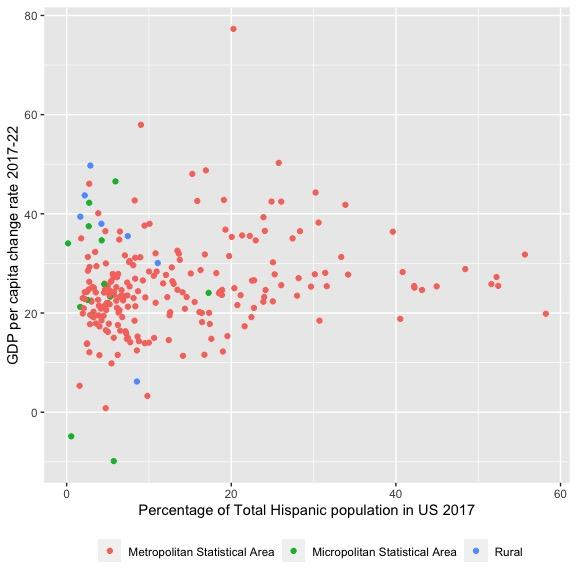 80
60
40
20
0
GDP per capita change rate 2017-22
0 20 40 60
Percentage of Total Hispanic population in US 2017
Metropolitan Statistical Area Micropolitan Statistical Area Rural